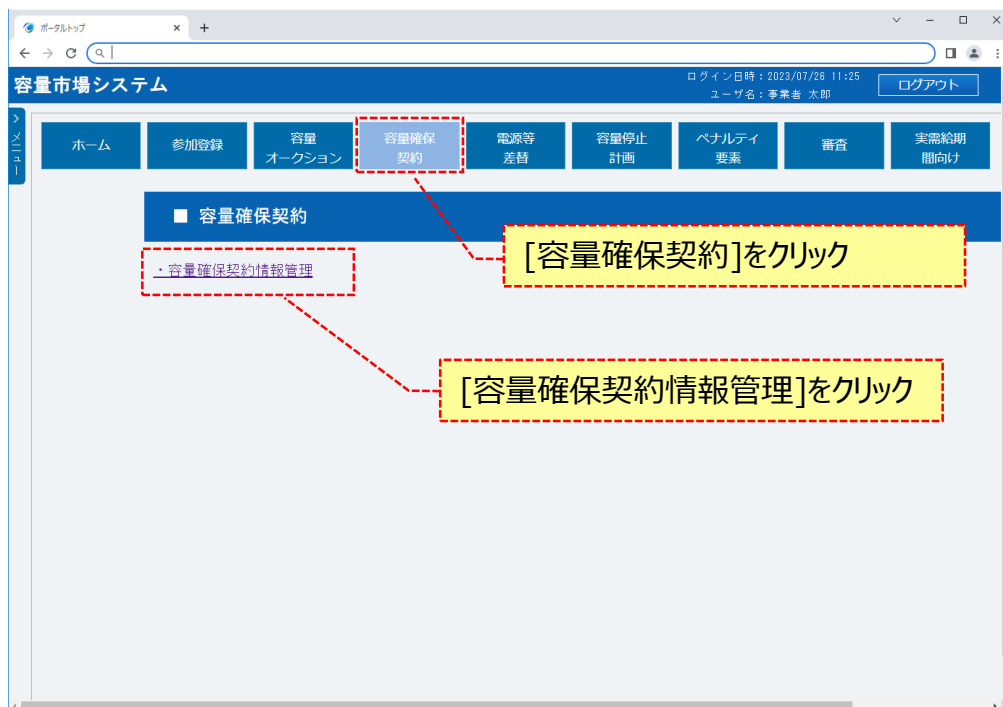 ポータルトップ
容量市場システム
ログイン日時：2023/07/26 11:25
ユーザ名：事業者 太郎
ログアウト
メニュー
ホーム
参加登録
容量
オークション
容量確保
契約
電源等
差替
容量停止
計画
ペナルティ
要素
審査
実需給期
間向け
■ 容量確保契約
・容量確保契約情報管理
[容量確保契約]をクリック
[容量確保契約情報管理]をクリック